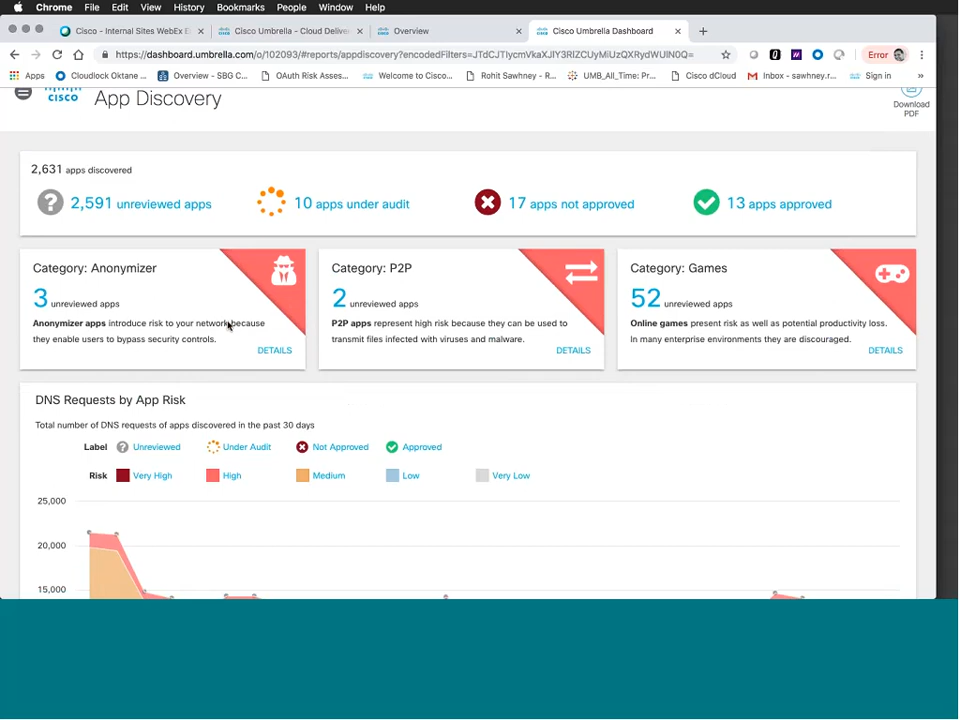 Chrome File Edit View History Bookmarks People Window Help
Cisco - Internal Sites WebEx E
Cisco Umbrella - Cloud Deliver
Overview
Cisco Umbrella Dashboard
https://dashboard.umbrella.com/o/102093/#reports/appdiscovery?encodedFilters=
Error
Apps
Cloudlock Oktane ...
Overview - SBG C...
OAuth Risk Asses...
Welcome to Cisco...
Rohit Sawhney - R...
UMB_All_Time: Pr...
Cisco dCloud
Inbox - sawhney.r...
Sign in
»
CISCO
App Discovery
Download
PDF
2,631 apps discovered
2,591 unreviewed apps
10 apps under audit
17 apps not approved
13 apps approved
Category: Anonymizer
3 unreviewed apps
Anonymizer apps introduce risk to your network because
they enable users to bypass security controls.
DETAILS
Category: P2P
2 unreviewed apps
P2P apps represent high risk because they can be used to
transmit files infected with viruses and malware.
DETAILS
Category: Games
52 unreviewed apps
Online games present risk as well as potential productivity loss.
In many enterprise environments they are discouraged.
DETAILS
DNS Requests by App Risk
Total number of DNS requests of apps discovered in the past 30 days
Label Unreviewed Under Audit Not Approved Approved
Risk Very High High Medium Low Very Low
25,000
20,000
15,000